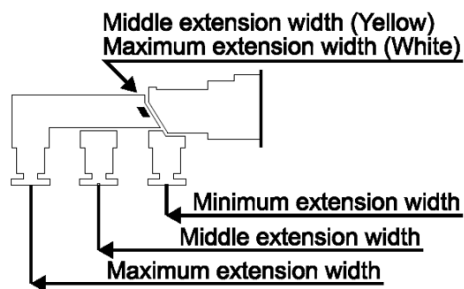 Middle extension width (Yellow)
Maximum extension width (White)
Minimum extension width
Middle extension width
Maximum extension width